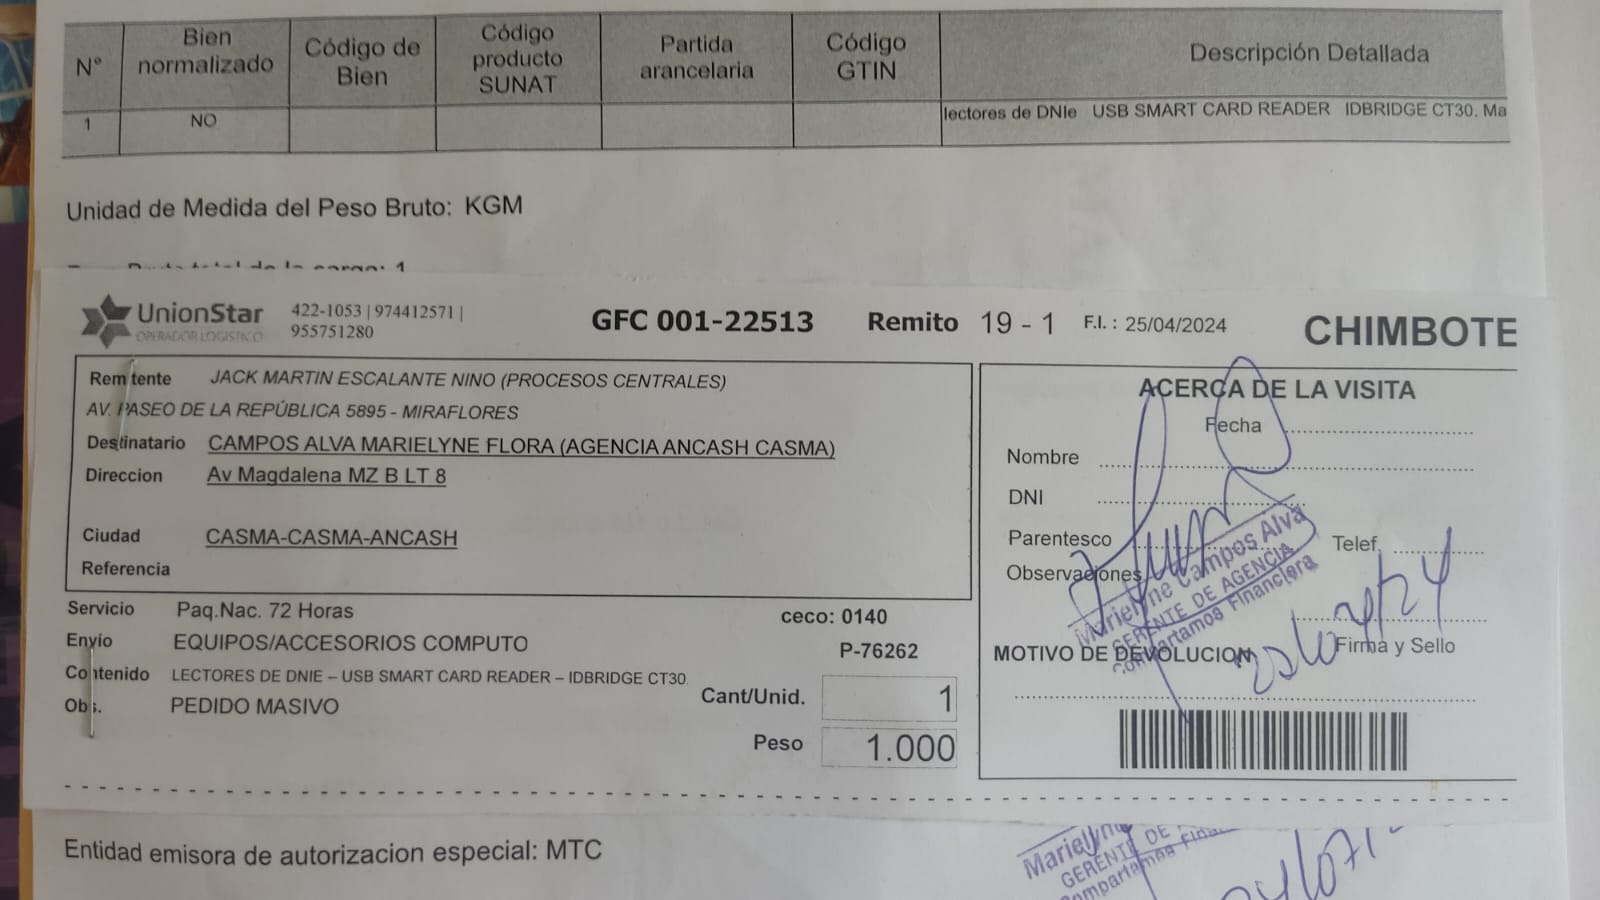 N° Bien normalizado Código de Bien Código producto SUNAT Partida arancelaria Código GTIN Descripción Detallada
1 NO lectores de DNIe USB SMART CARD READER IDBRIDGE CT30. Ma
Unidad de Medida del Peso Bruto: KGM
UnionStar
OPERADOR LOGISTICO
422-1053 | 974412571 |
955751280
GFC 001-22513 Remito 19 - 1 F.I. : 25/04/2024 CHIMBOTE
Remitente JACK MARTIN ESCALANTE NINO (PROCESOS CENTRALES)
AV. PASEO DE LA REPÚBLICA 5895 - MIRAFLORES
Destinatario CAMPOS ALVA MARIELYNE FLORA (AGENCIA ANCASH CASMA)
Direccion Av Magdalena MZ B LT 8
Ciudad CASMA-CASMA-ANCASH
Referencia
Servicio Paq.Nac. 72 Horas ceco: 0140
Envío EQUIPOS/ACCESORIOS COMPUTO P-76262
Contenido LECTORES DE DNIE – USB SMART CARD READER – IDBRIDGE CT30.
Obs. PEDIDO MASIVO
Cant/Unid. 1
Peso 1.000
ACERCA DE LA VISITA
Fecha
Nombre
DNI
Parentesco Telef.
Observaciones
Marielyne Campos Alva
GERENTE DE AGENCIA
Compartamos Financiera
Firma y Sello
MOTIVO DE DEVOLUCION
Entidad emisora de autorizacion especial: MTC
Marielyne
GERENTE DE
Compartamos